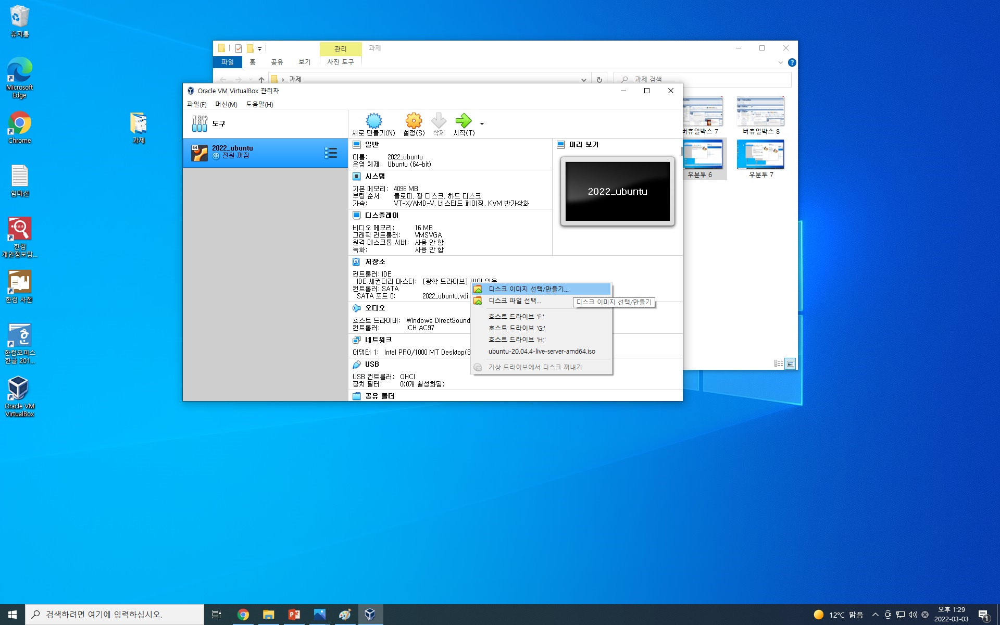 휴지통
Microsoft
Edge
Chrome
과제
임미선
한컴
개인정보탐...
한컴 사전
한컴오피스
한글 201...
Oracle VM
VirtualBox
관리
과제
파일
홈
공유
보기
사진 도구
과제
과제 검색
버츄얼박스 7
버츄얼박스 8
우분투 6
우분투 7
Oracle VM VirtualBox 관리자
파일(F)
머신(M)
도움말(H)
도구
새로 만들기(N)
설정(S)
삭제
시작(T)
64
2022_ubuntu
전원 꺼짐
일반
이름: 2022_ubuntu
운영 체제: Ubuntu (64-bit)
시스템
기본 메모리: 4096 MB
부팅 순서: 플로피, 광 디스크, 하드 디스크
가속: VT-x/AMD-V, 네스티드 페이징, KVM 반가상화
디스플레이
비디오 메모리: 16 MB
그래픽 컨트롤러: VMSVGA
원격 데스크톱 서버: 사용 안 함
녹화: 사용 안 함
미리 보기
2022_ubuntu
저장소
컨트롤러: IDE
IDE 세컨더리 마스터: [광학 드라이브] 비어 있음
컨트롤러: SATA
SATA 포트 0: 2022_ubuntu.vdi
오디오
호스트 드라이버: Windows DirectSound
컨트롤러: ICH AC97
네트워크
어댑터 1: Intel PRO/1000 MT Desktop(8
USB
USB 컨트롤러: OHCI
장치 필터: 0(0개 활성화됨)
공유 폴더
디스크 이미지 선택/만들기...
디스크 파일 선택...
디스크 이미지 선택/만들기
호스트 드라이브 'F:'
호스트 드라이브 'G:'
호스트 드라이브 'H:'
ubuntu-20.04.4-live-server-amd64.iso
가상 드라이브에서 디스크 꺼내기
검색하려면 여기에 입력하십시오.
12°C 맑음
오후 1:29
2022-03-03
1